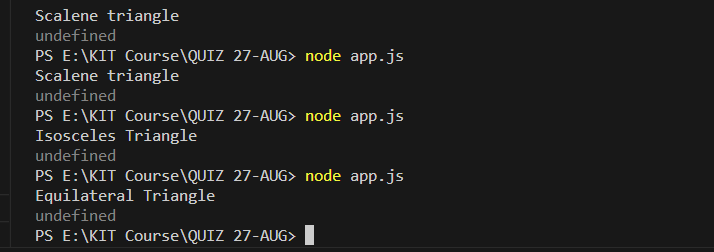 Scalene triangle
undefined
PS E:\KIT Course\QUIZ 27-AUG> node app.js
Scalene triangle
undefined
PS E:\KIT Course\QUIZ 27-AUG> node app.js
Isosceles Triangle
undefined
PS E:\KIT Course\QUIZ 27-AUG> node app.js
Equilateral Triangle
undefined
PS E:\KIT Course\QUIZ 27-AUG>